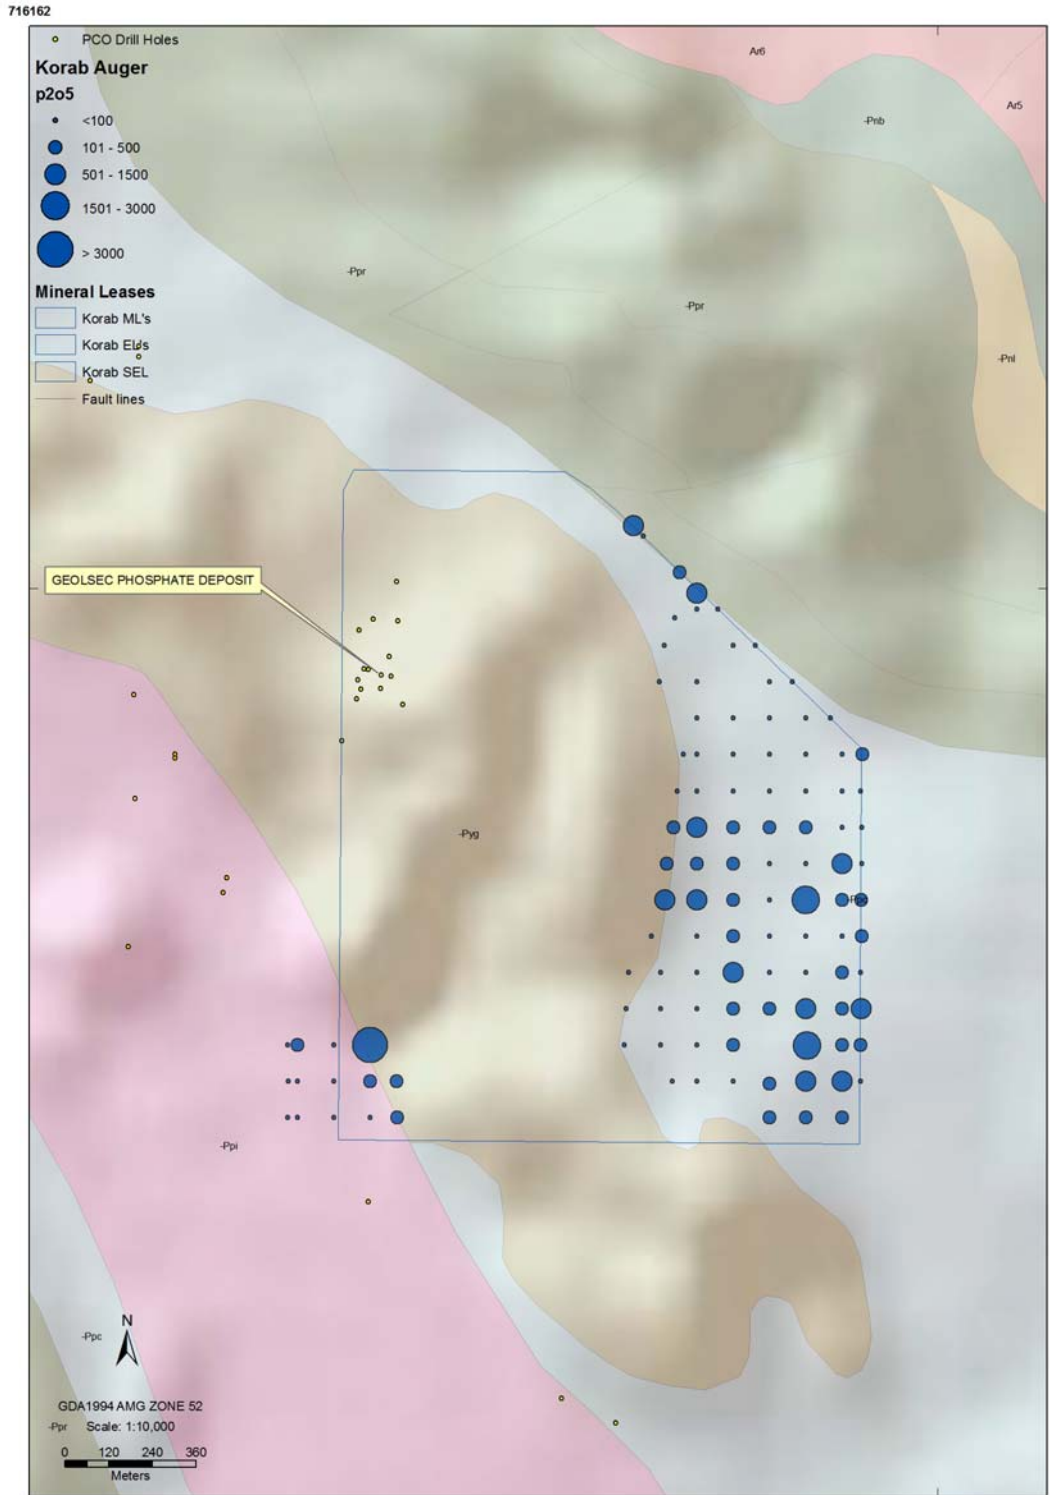 716162
PCO Drill Holes
Korab Auger
p2o5
<100
101 - 500
501 - 1500
1501 - 3000
> 3000
Mineral Leases
Korab ML's
Korab EL's
Korab SEL
Fault lines
Ar6
Ar5
-Pnb
-Ppr
-Ppr
-Pnl
GEOLSEC PHOSPHATE DEPOSIT
-Pyg
-Ppi
-Ppc
N
GDA1994 AMG ZONE 52
-Ppr
Scale: 1:10,000
0 120 240 360
Meters